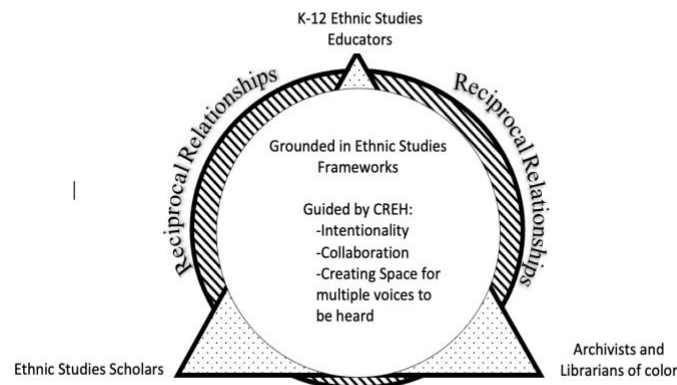 K-12 Ethnic Studies
Educators
Reciprocal Relationships
Reciprocal Relationships
Grounded in Ethnic Studies
Frameworks
Guided by CREH:
-Intentionality
-Collaboration
-Creating Space for
multiple voices to
be heard
Ethnic Studies Scholars
Archivists and
Librarians of color